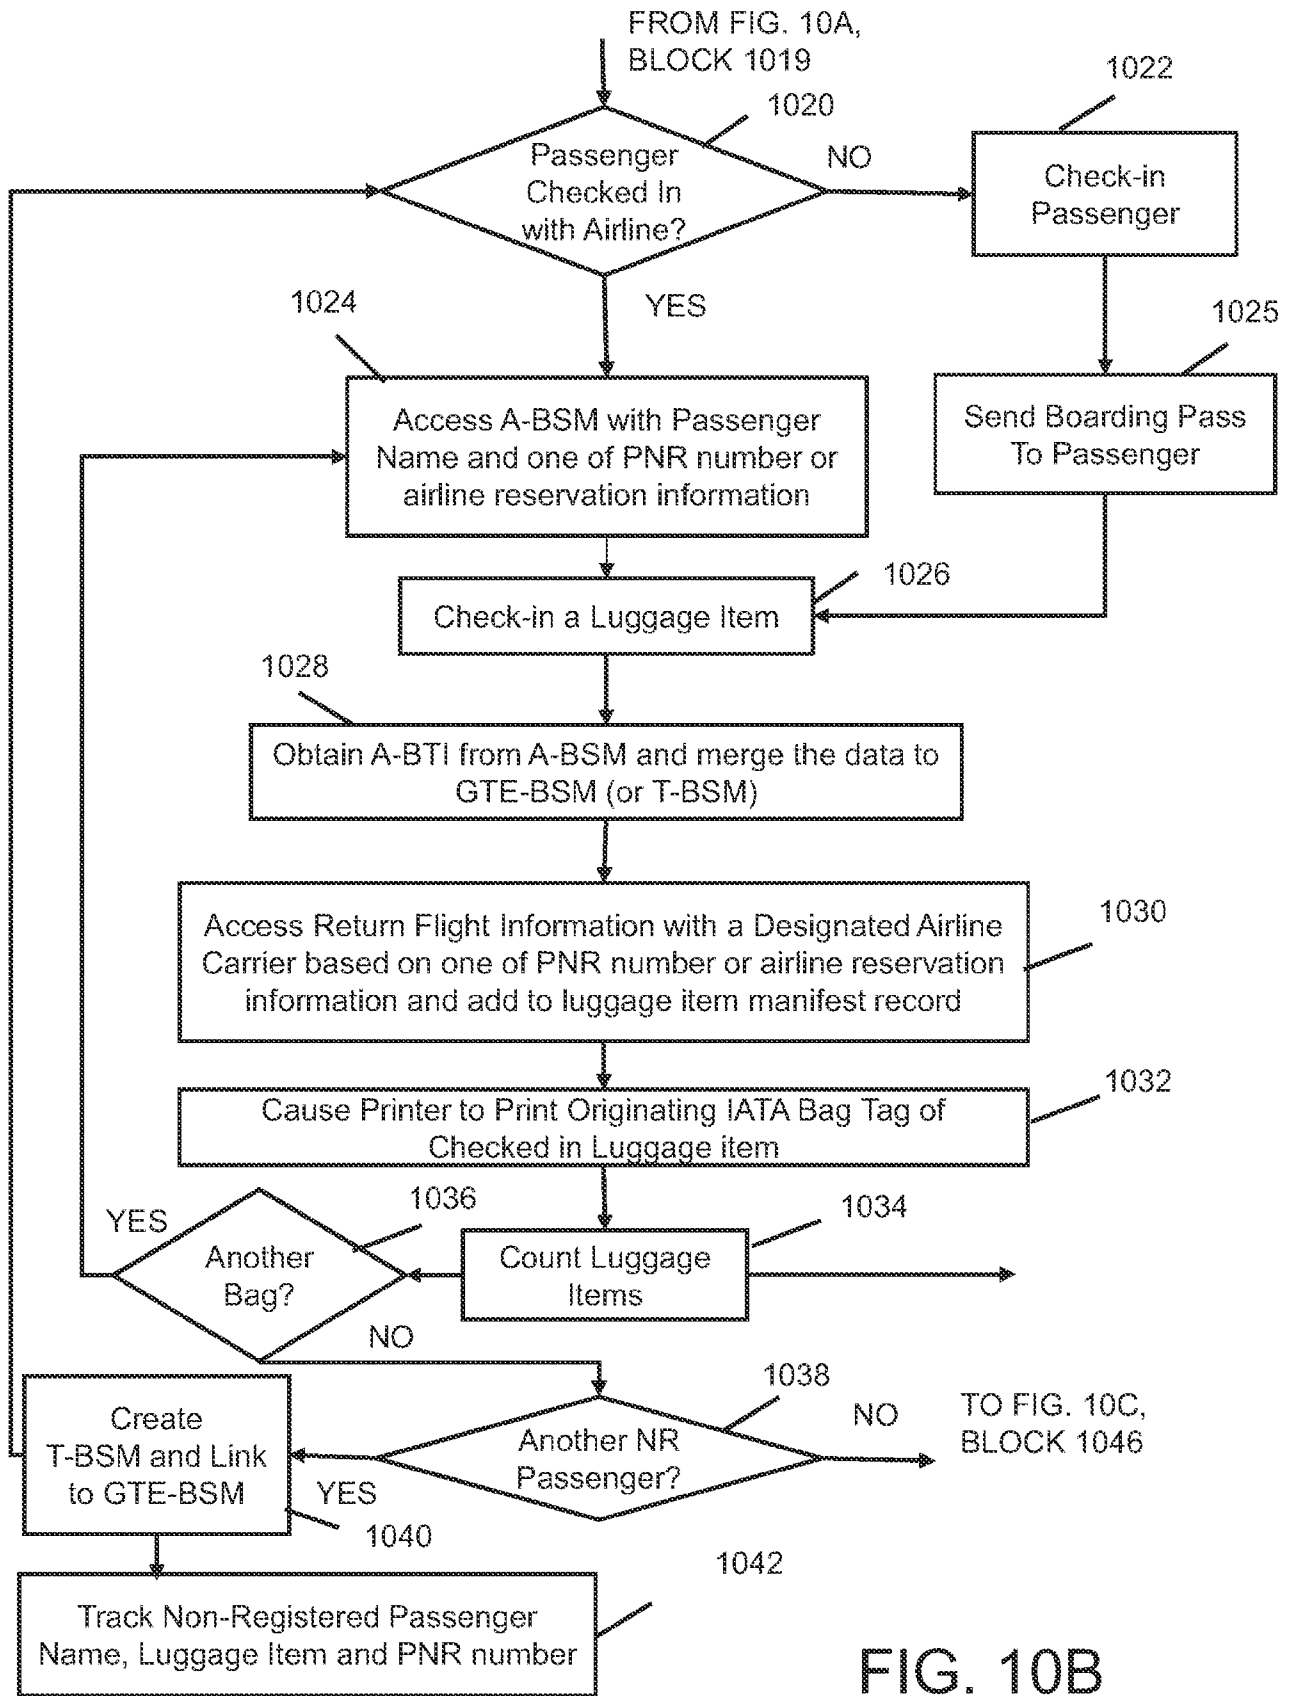 FROM FIG. 10A,
BLOCK 1019
1022
1020
Passenger
Checked In
with Airline?
NO
Check-in
Passenger
1024
YES
1025
Access A-BSM with Passenger
Name and one of PNR number or
airline reservation information
Send Boarding Pass
To Passenger
1026
Check-in a Luggage Item
1028
Obtain A-BTI from A-BSM and merge the data to
GTE-BSM (or T-BSM)
1030
Access Return Flight Information with a Designated Airline
Carrier based on one of PNR number or airline reservation
information and add to luggage item manifest record
1032
Cause Printer to Print Originating IATA Bag Tag of
Checked in Luggage item
1036
1034
YES
Another
Bag?
Count Luggage
Items
NO
1038
Create
T-BSM and Link
to GTE-BSM
Another NR
Passenger?
NO
TO FIG. 10C,
BLOCK 1046
YES
1040
1042
Track Non-Registered Passenger
Name, Luggage Item and PNR number
FIG. 10B